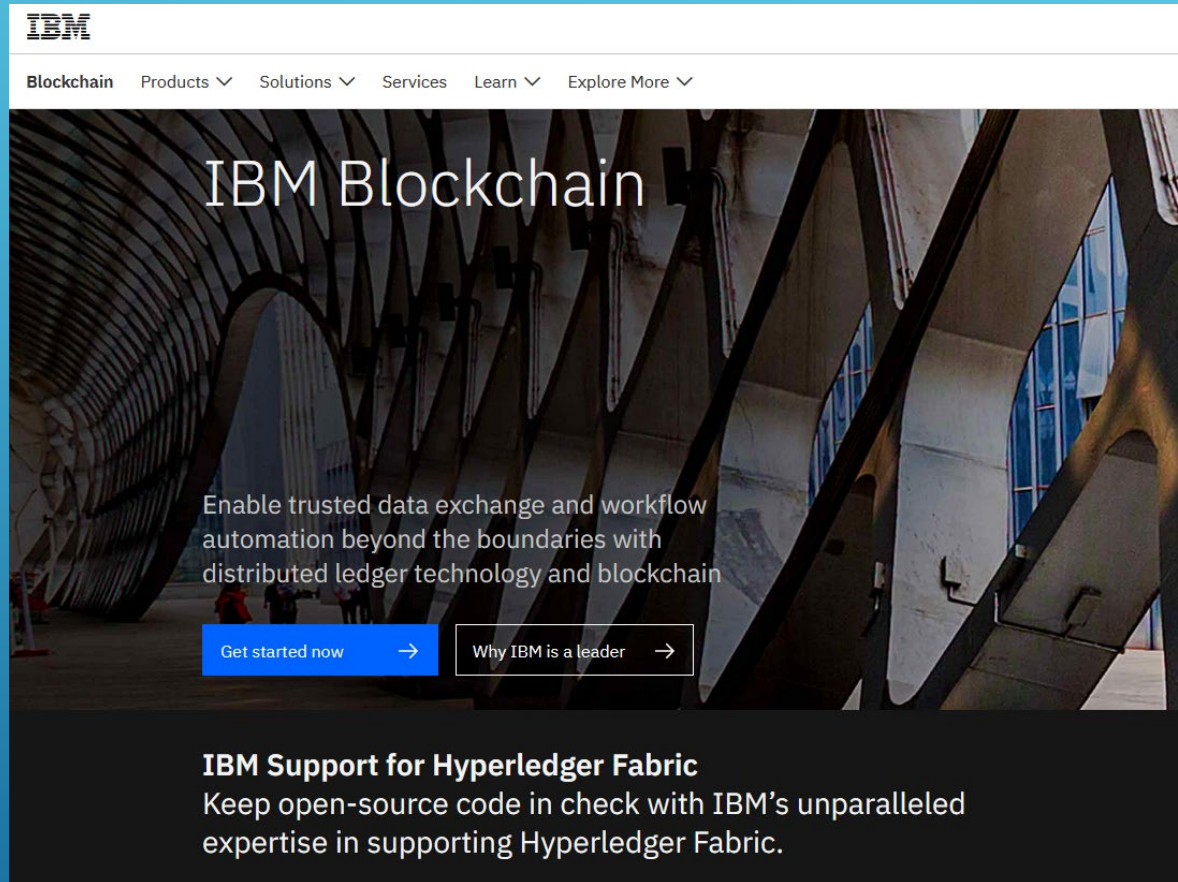 IBM
Blockchain Products Solutions Services Learn Explore More
IBM Blockchain
Enable trusted data exchange and workflow
automation beyond the boundaries with
distributed ledger technology and blockchain
Get started now Why IBM is a leader
IBM Support for Hyperledger Fabric
Keep open-source code in check with IBM’s unparalleled
expertise in supporting Hyperledger Fabric.